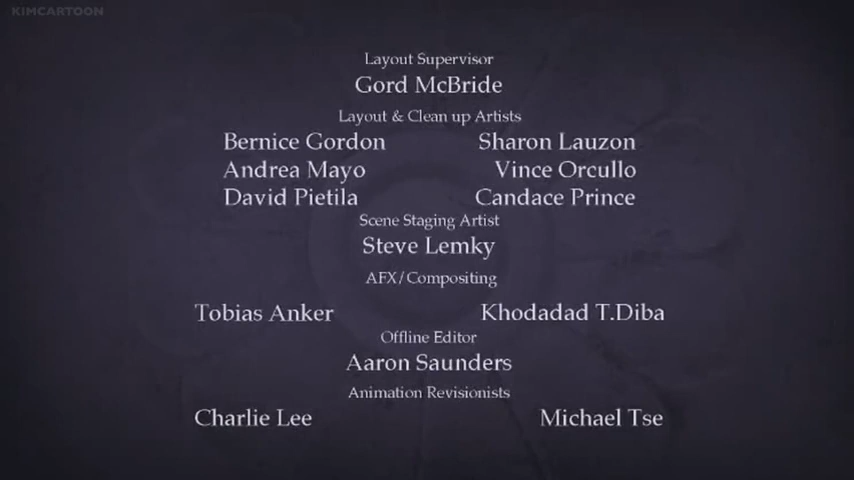 KIMCARTOON
Layout Supervisor
Gord McBride
Layout & Clean up Artists
Bernice Gordon Sharon Lauzon
Andrea Mayo Vince Orcullo
David Pietila Candace Prince
Scene Staging Artist
Steve Lemky
AFX/Compositing
Tobias Anker Khodadad T.Diba
Offline Editor
Aaron Saunders
Animation Revisionists
Charlie Lee Michael Tse